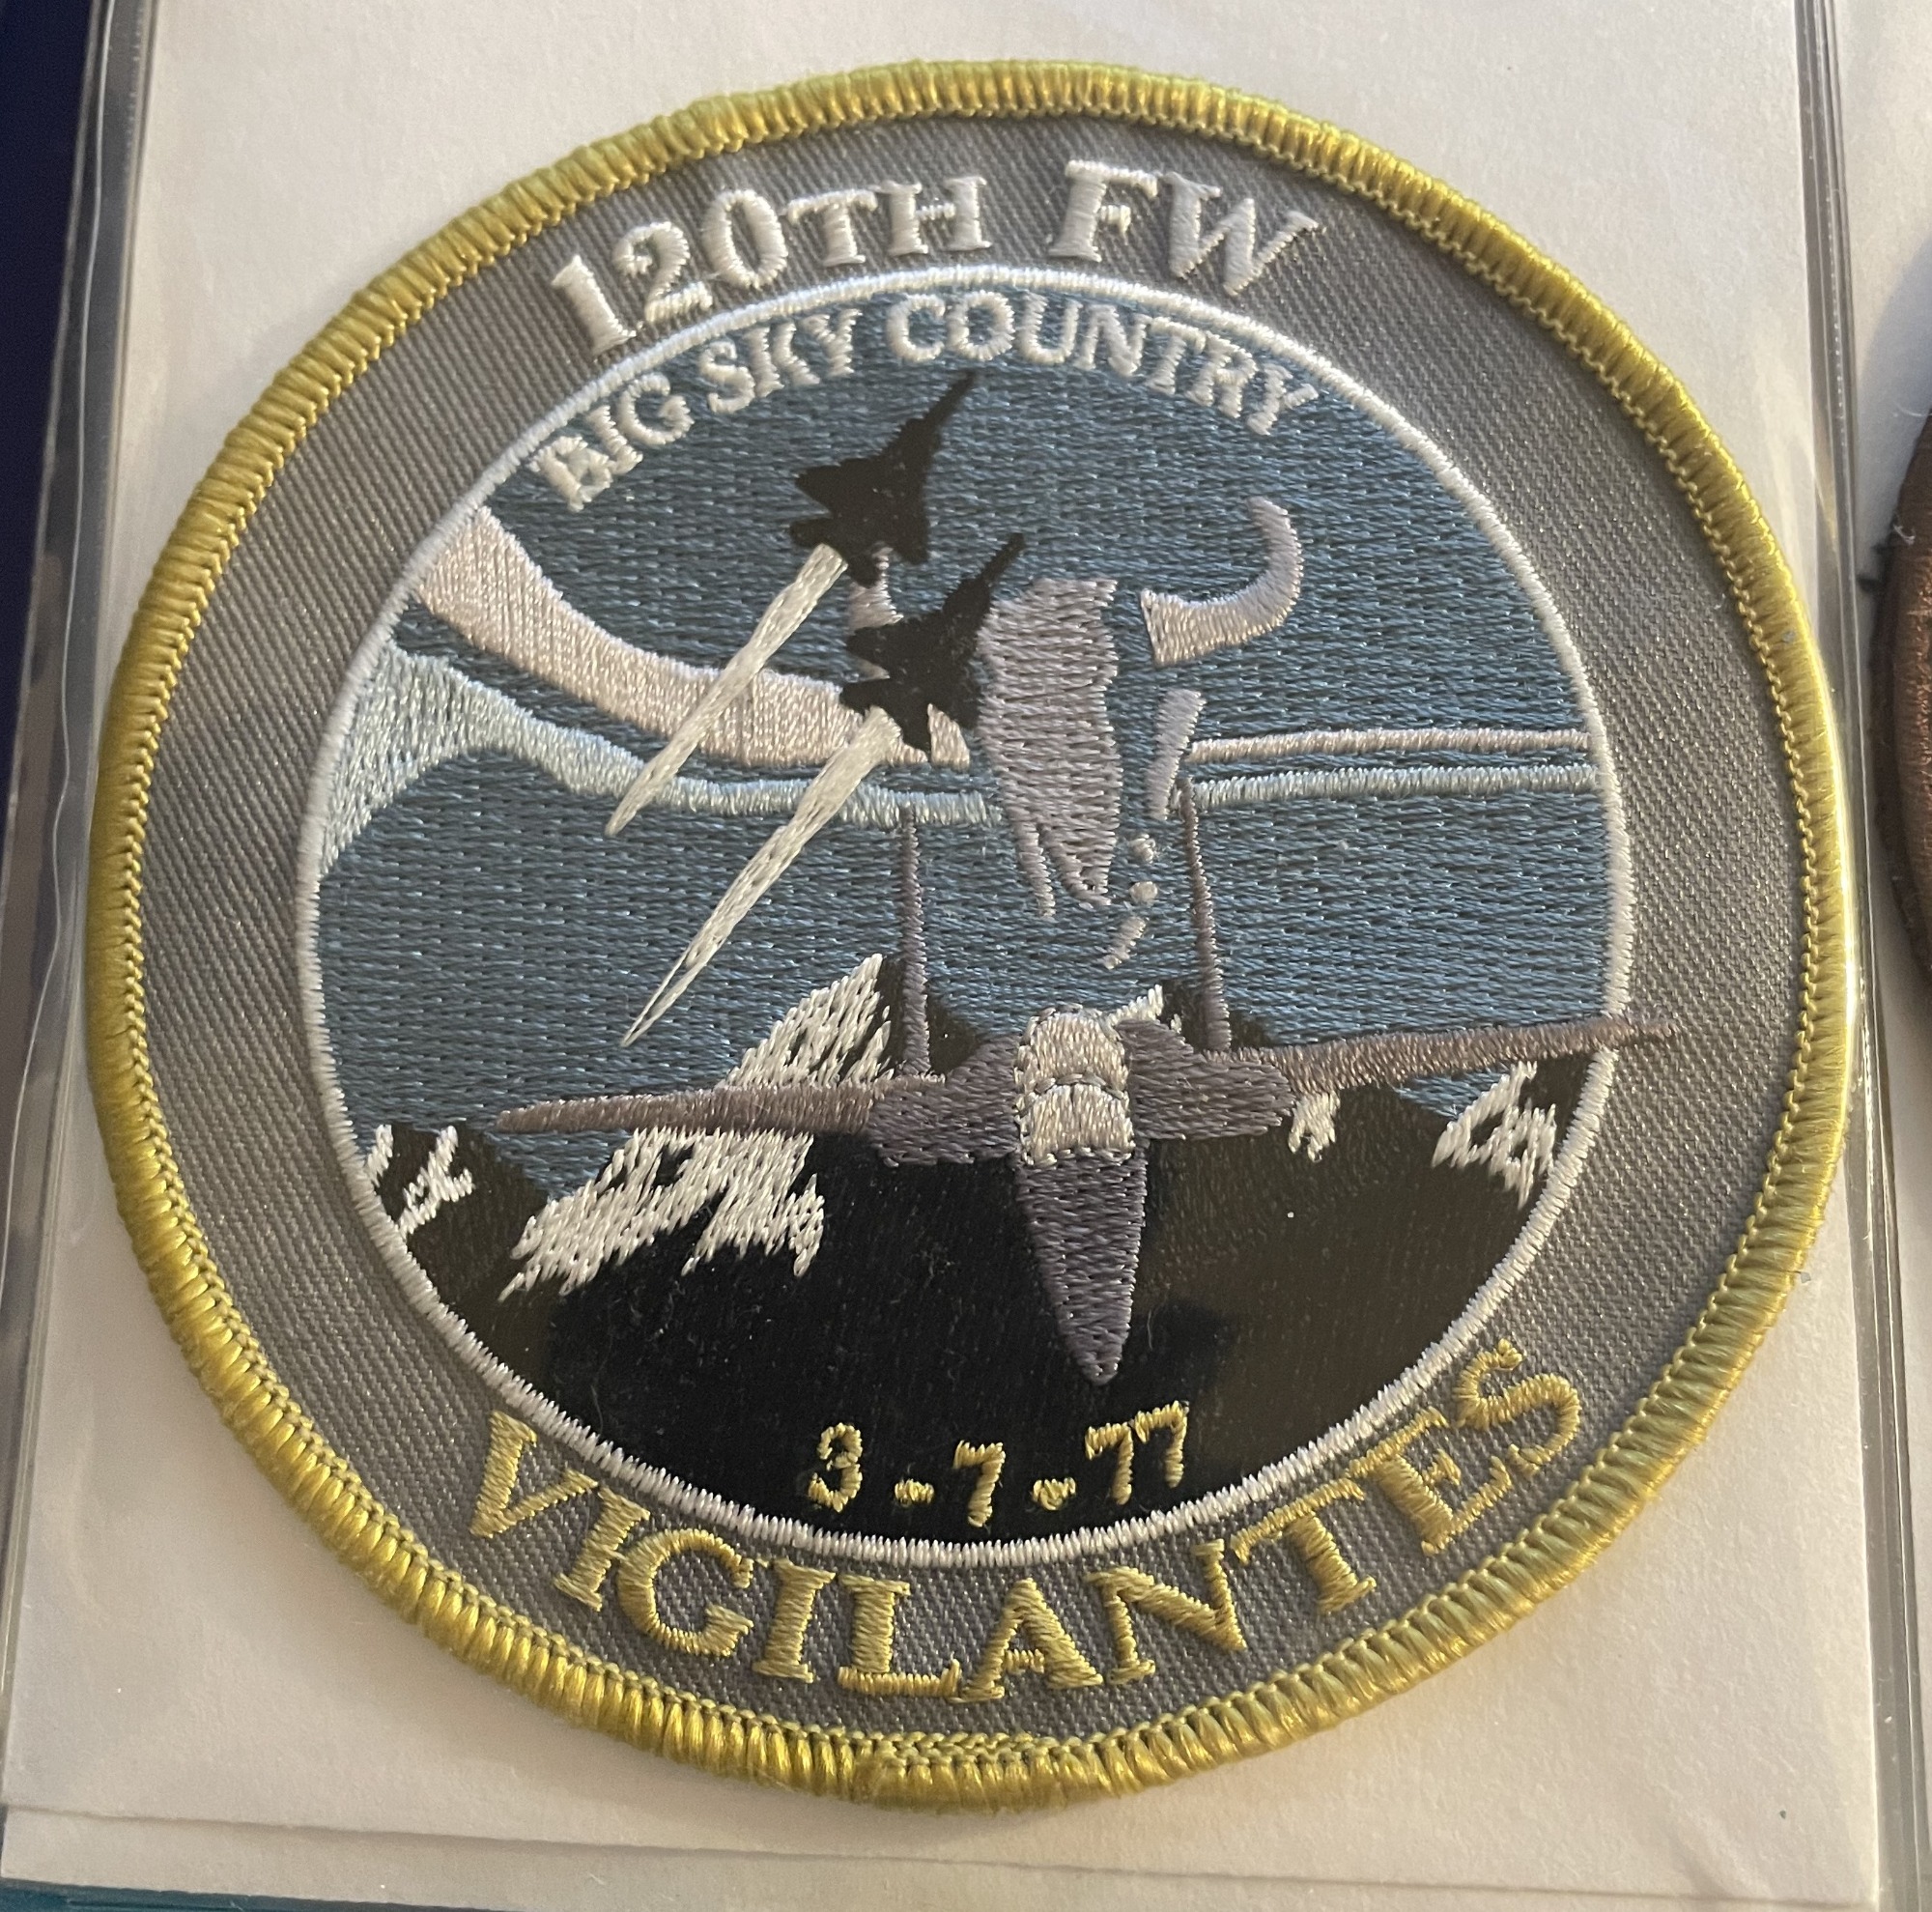 120TH FW
BIG SKY COUNTRY
3-7-77
VIGILANTES